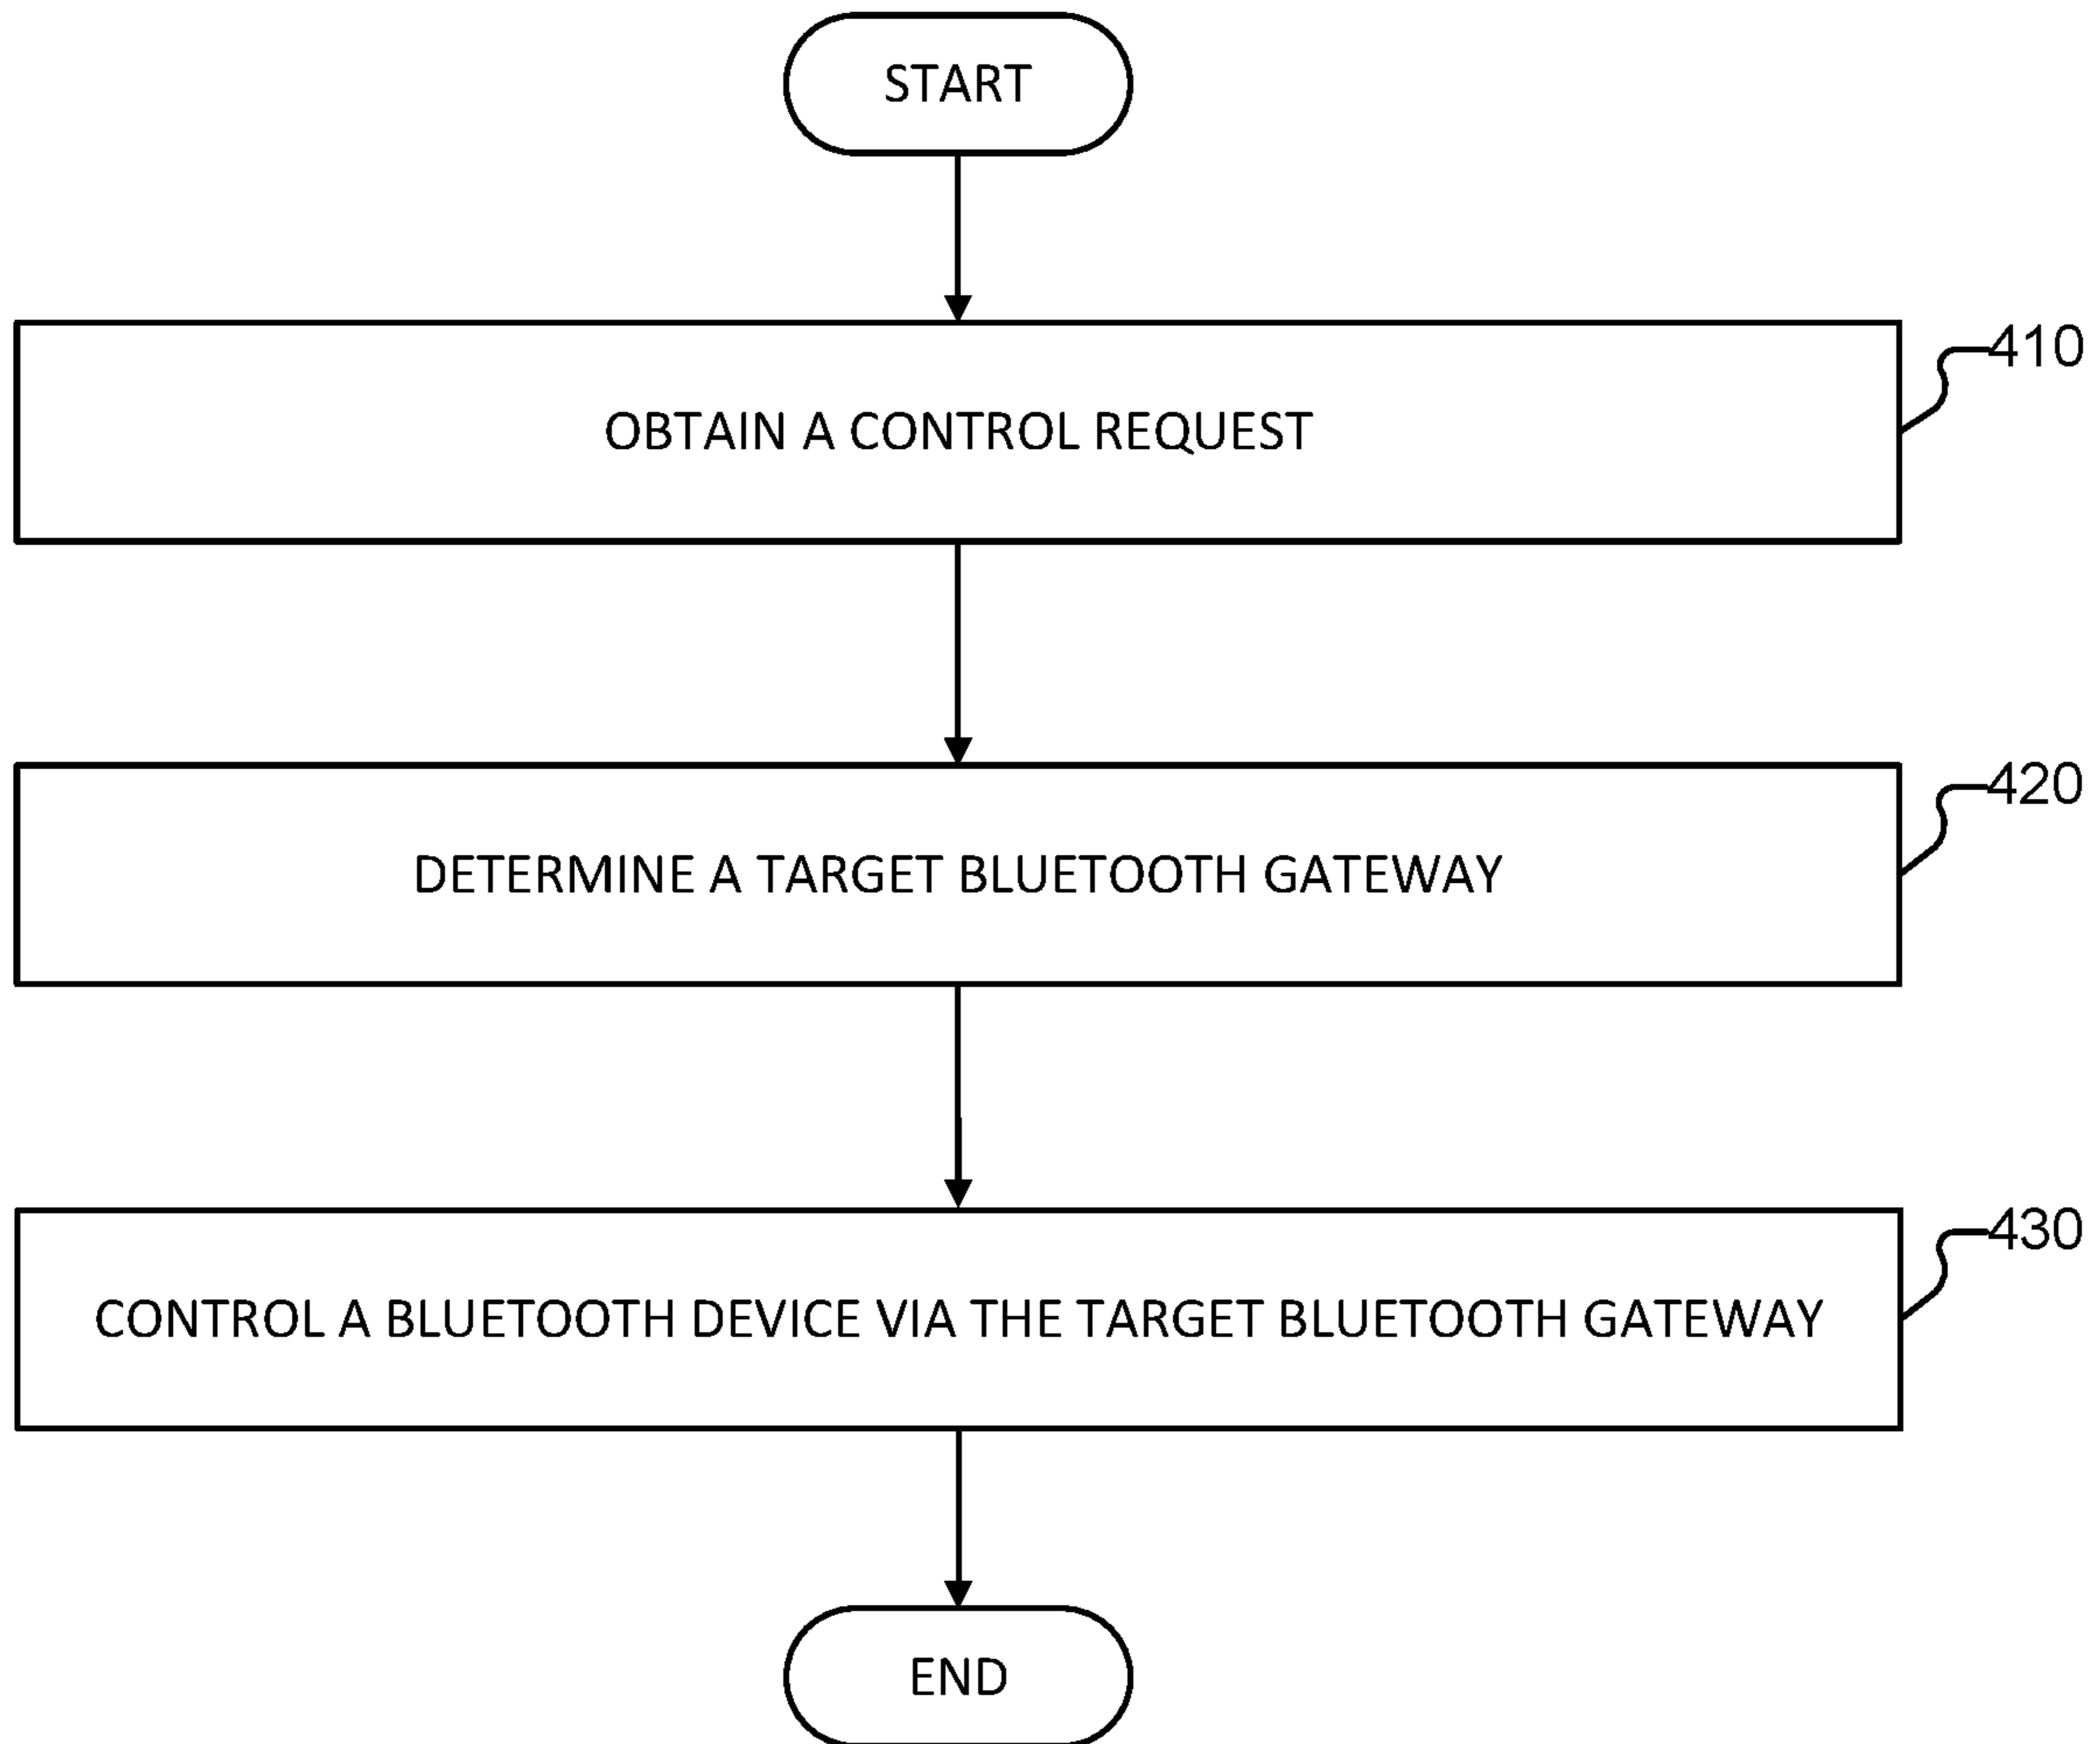 START
OBTAIN A CONTROL REQUEST
410
DETERMINE A TARGET BLUETOOTH GATEWAY
420
CONTROL A BLUETOOTH DEVICE VIA THE TARGET BLUETOOTH GATEWAY
430
END